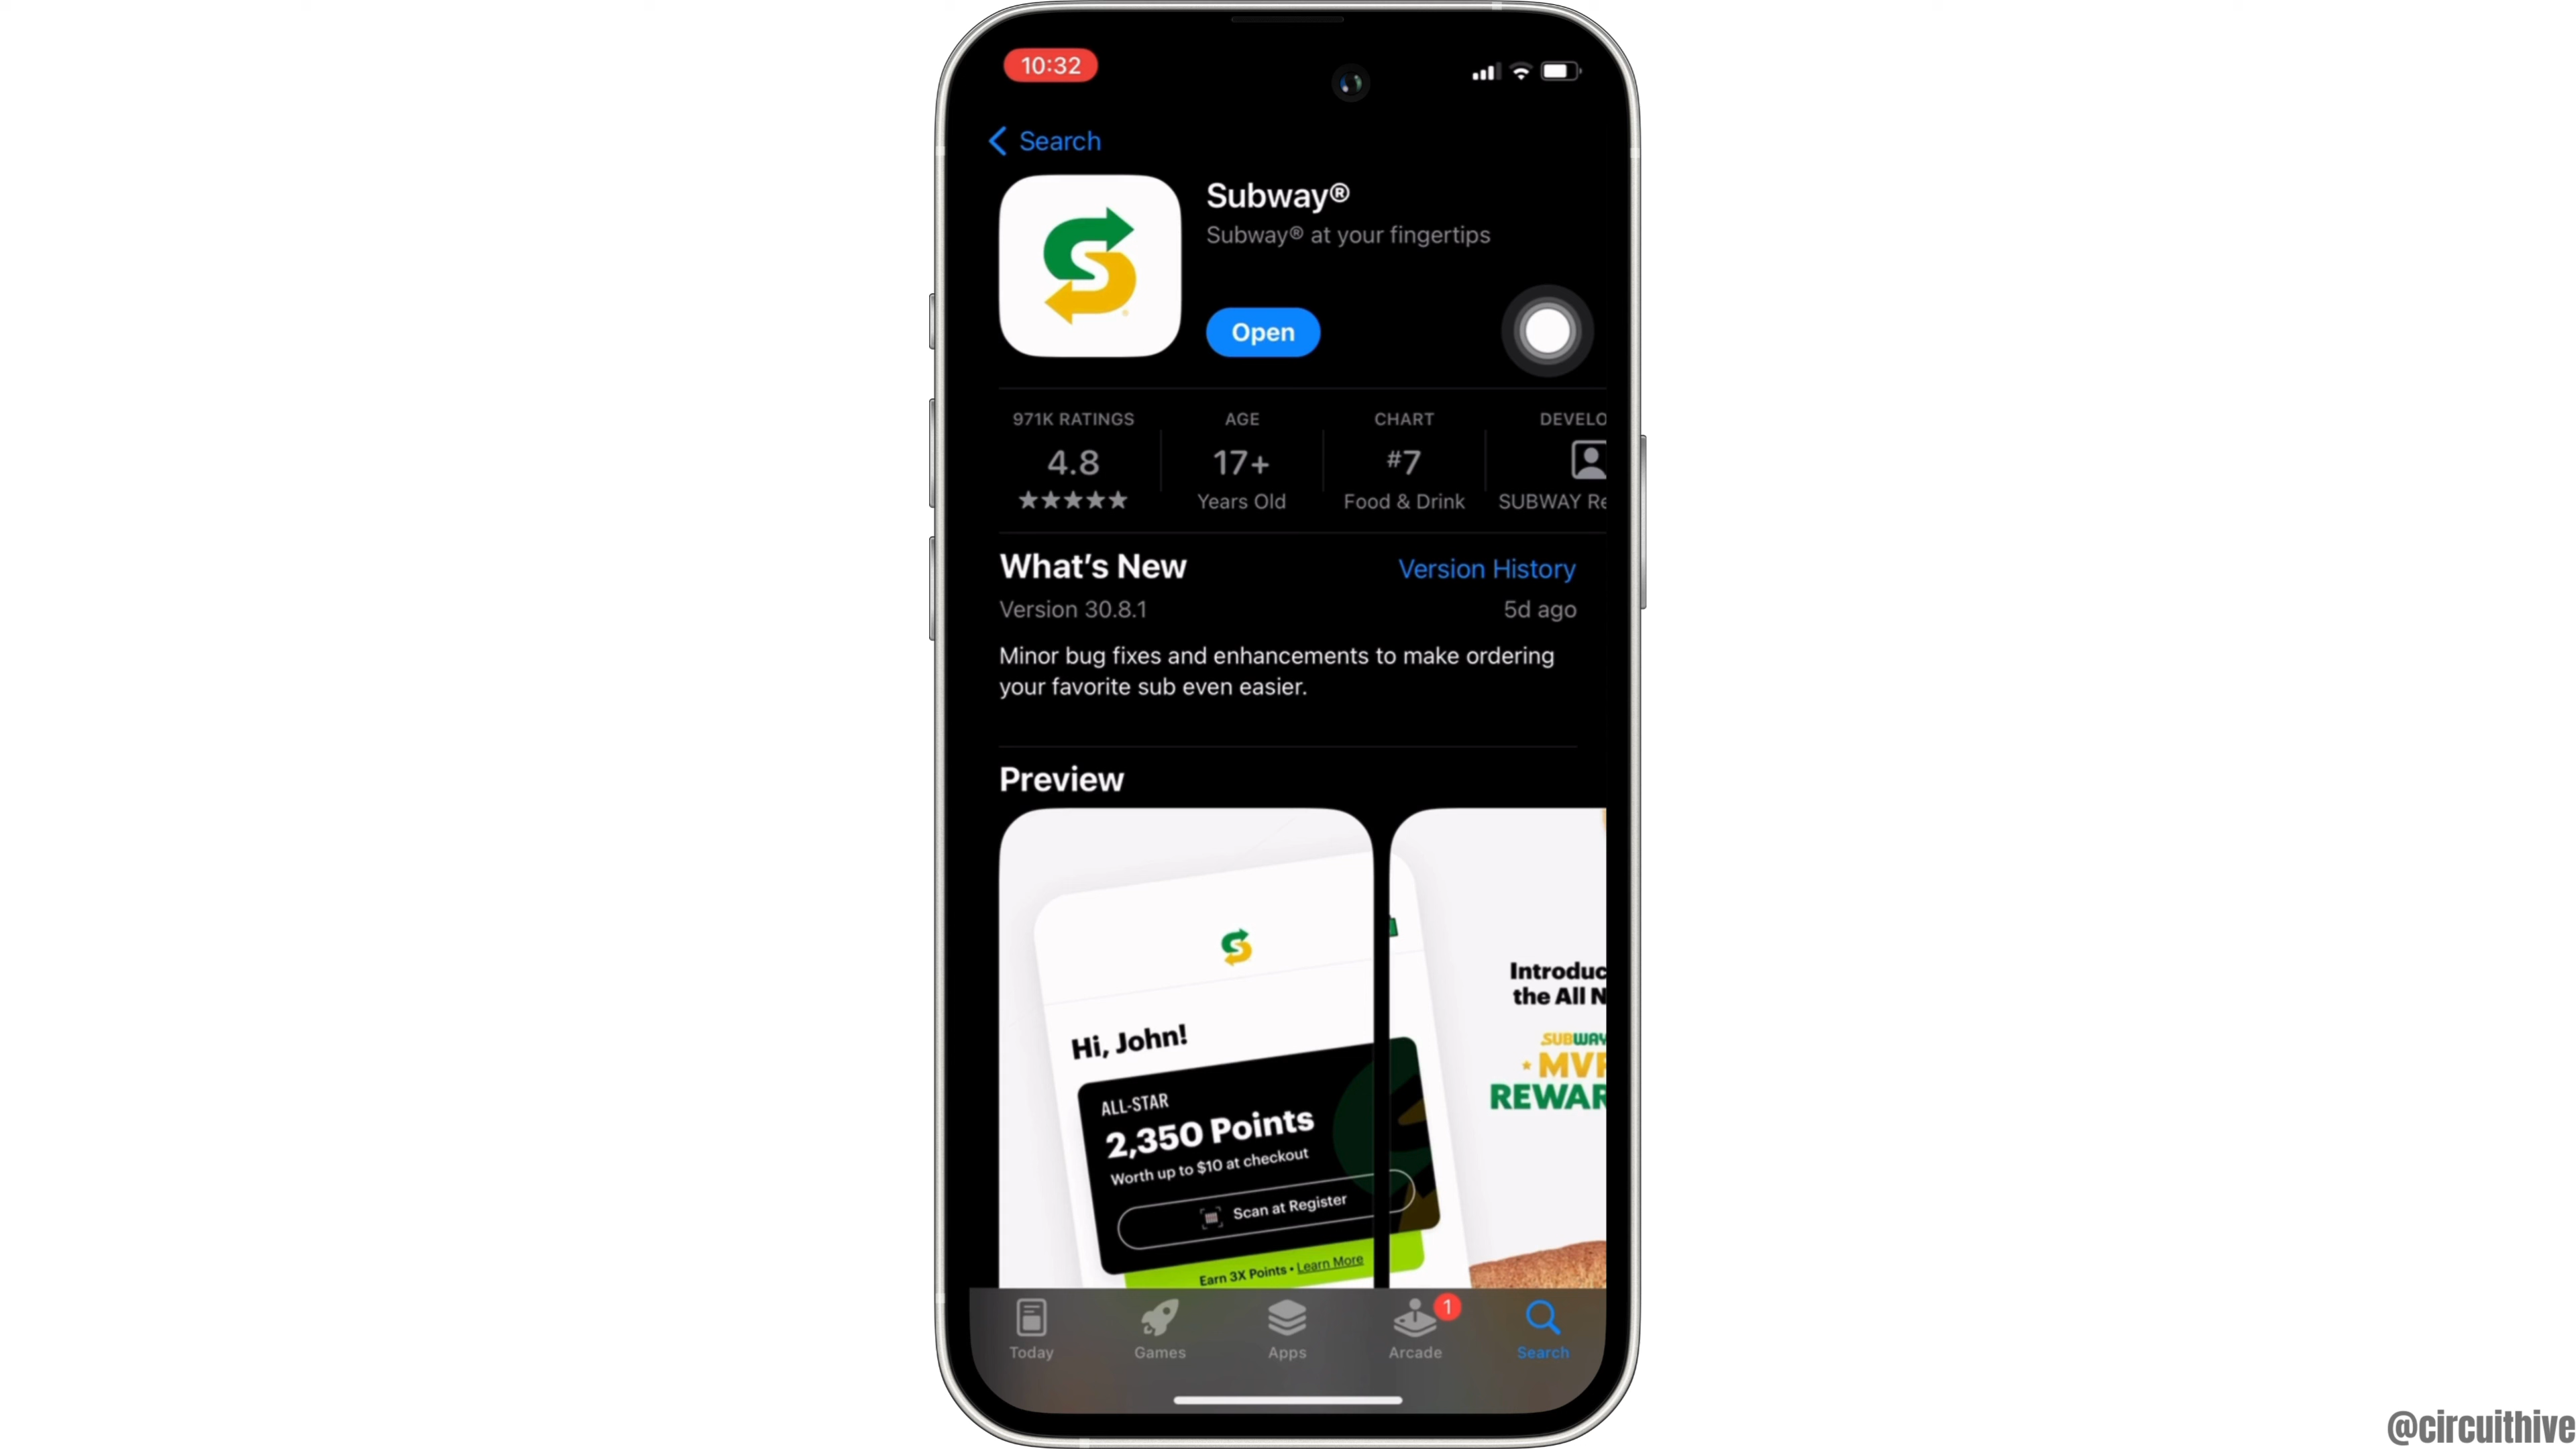 10:32
Search
Subway®
Subway® at your fingertips
Open
971K RATINGS
4.8
AGE
17+
Years Old
CHART
#7
Food & Drink
DEVELO
SUBWAY Re
What's New
Version History
Version 30.8.1
5d ago
Minor bug fixes and enhancements to make ordering
your favorite sub even easier.
Preview
Hi, John!
ALL-STAR
2,350 Points
Worth up to $10 at checkout
Scan at Register
Earn 3X Points • Learn More
Introduc
the All N
SUBWAY
MVP
REWAR
Today
Games
Apps
Arcade
1
Search
@circuithive